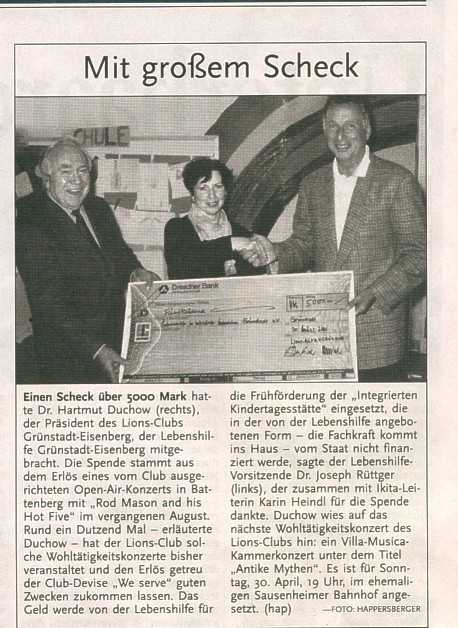 Mit großem Scheck
SCHULE
Dresdner Bank
5000,-
Einen Scheck über 5000 Mark hat-
te Dr. Hartmut Duchow (rechts),
der Präsident des Lions-Clubs
Grünstadt-Eisenberg, der Lebenshil-
fe Grünstadt-Eisenberg mitge-
bracht. Die Spende stammt aus
dem Erlös eines vom Club ausge-
richteten Open-Air-Konzerts in Bat-
tenberg mit „Rod Mason and his
Hot Five“ im vergangenen August.
Rund ein Dutzend Mal – erläuterte
Duchow – hat der Lions-Club sol-
che Wohltätigkeitskonzerte bisher
veranstaltet und den Erlös getreu
der Club-Devise „We serve“ guten
Zwecken zukommen lassen. Das
Geld werde von der Lebenshilfe für
die Frühförderung der „Integrierten
Kindertagesstätte“ eingesetzt, die
in der von der Lebenshilfe angebo-
tenen Form – die Fachkraft kommt
ins Haus – vom Staat nicht finan-
ziert werde, sagte der Lebenshilfe-
Vorsitzende Dr. Joseph Rüttger
(links), der zusammen mit Ikita-Lei-
terin Karin Heindl für die Spende
dankte. Duchow wies auf das
nächste Wohltätigkeitskonzert des
Lions-Clubs hin: ein Villa-Musica-
Kammerkonzert unter dem Titel
„Antike Mythen“. Es ist für Sonn-
tag, 30. April, 19 Uhr, im ehemali-
gen Sausenheimer Bahnhof ange-
setzt. (hap) —FOTO: HAPPERSBERGER